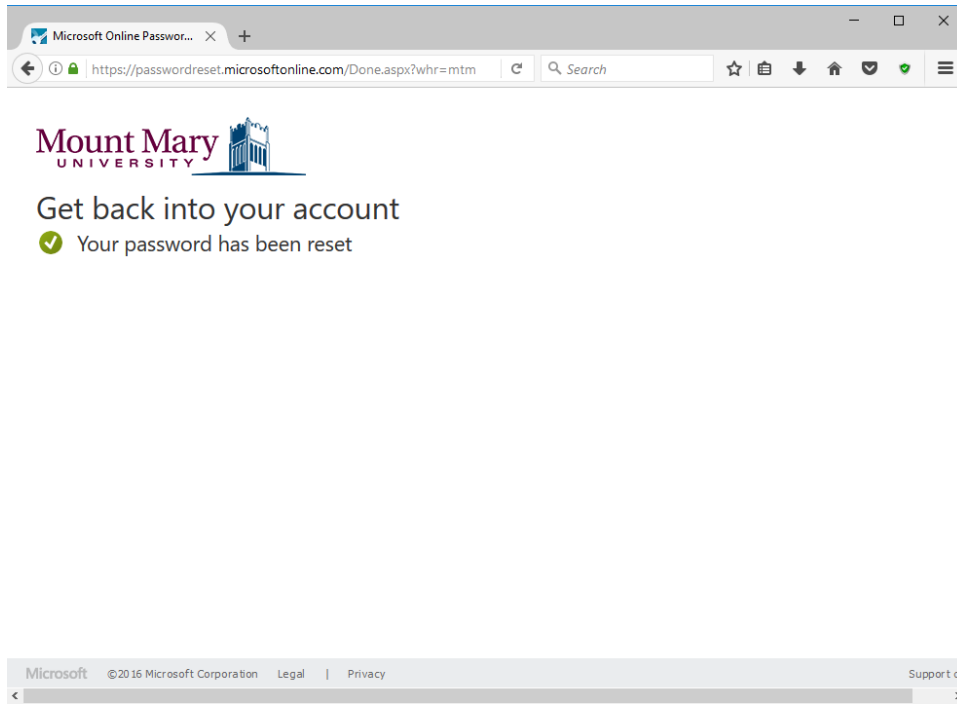 Microsoft Online Passwor...
https://passwordreset.microsoftonline.com/Done.aspx?whr=mtm
Search
Mount Mary
UNIVERSITY
Get back into your account
Your password has been reset
Microsoft ©2016 Microsoft Corporation Legal | Privacy Support